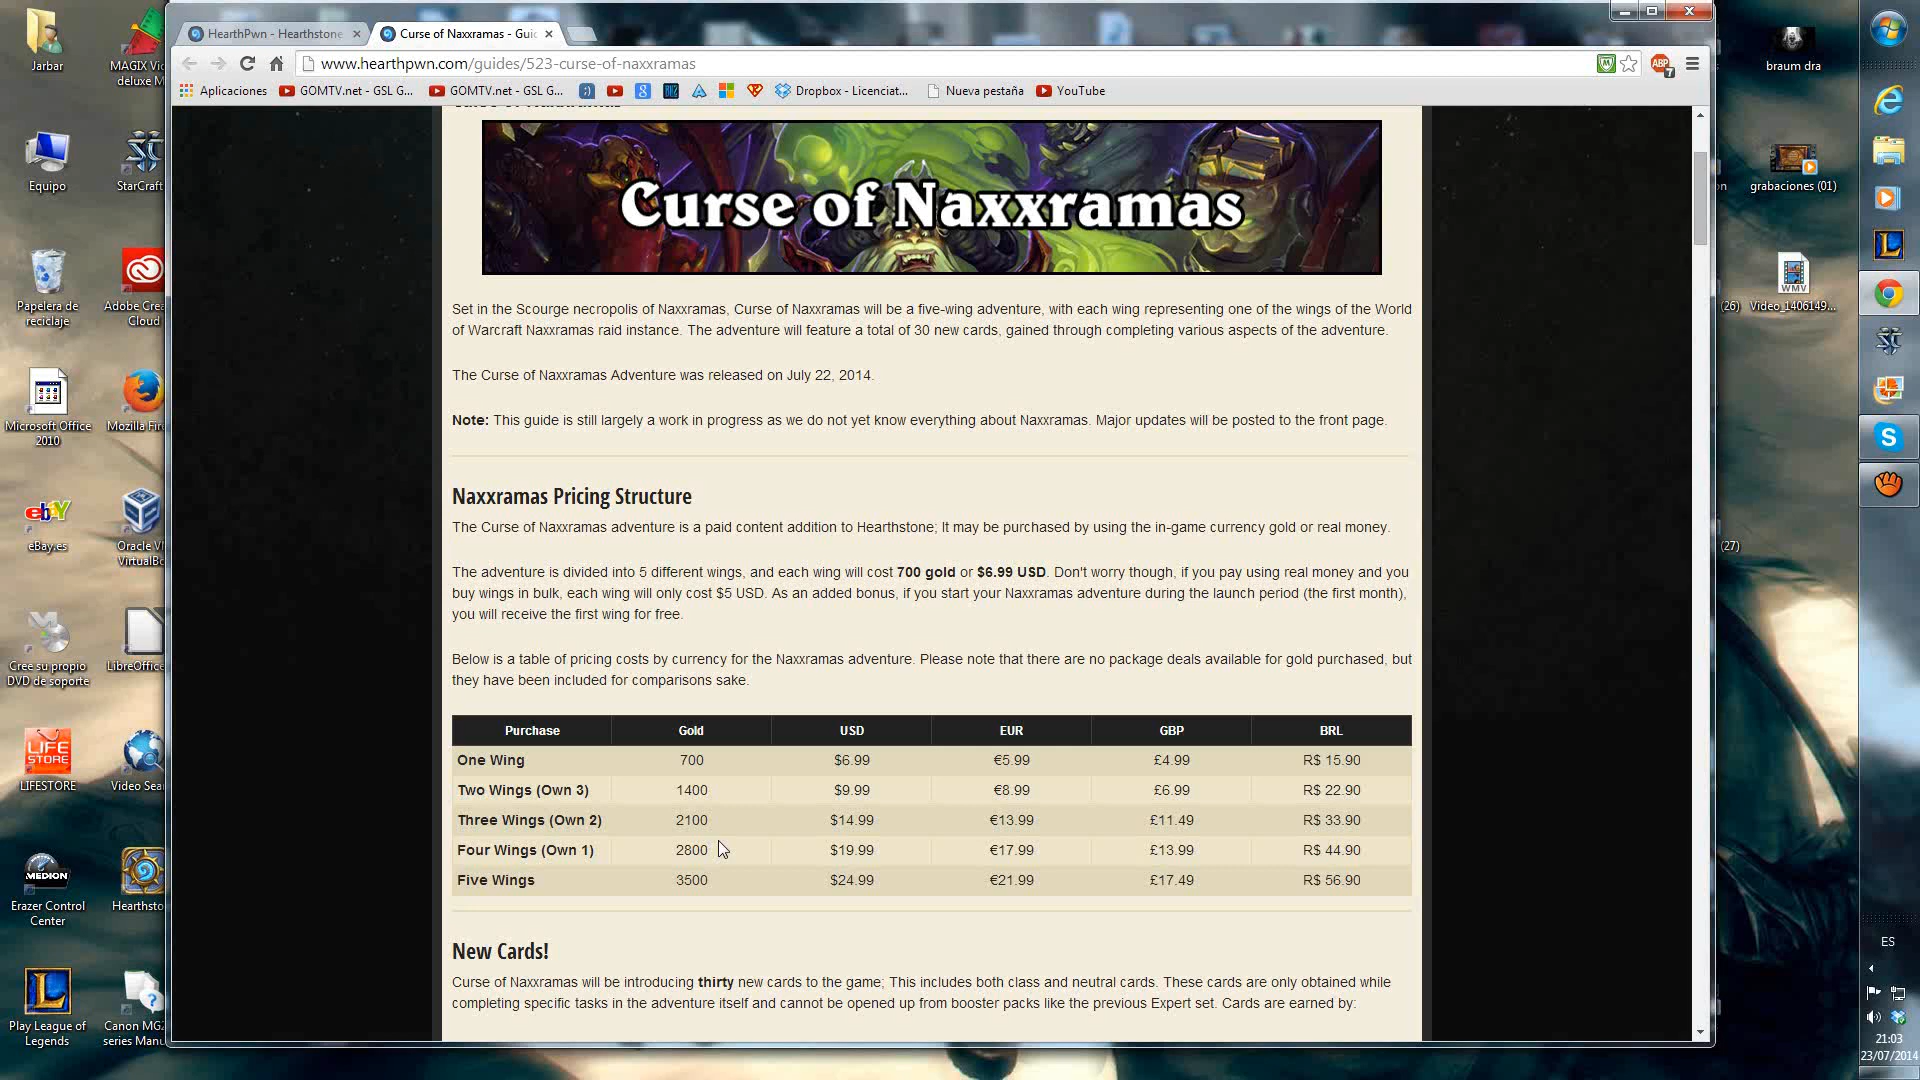 HearthPwn - Hearthstone
Curse of Naxxramas - Guid
www.hearthpwn.com/guides/523-curse-of-naxxramas
Aplicaciones
GOMTV.net - GSL G...
GOMTV.net - GSL G...
Dropbox - Licenciat...
Nueva pestaña
YouTube
Curse of Naxxramas
Set in the Scourge necropolis of Naxxramas, Curse of Naxxramas will be a five-wing adventure, with each wing representing one of the wings of the World
of Warcraft Naxxramas raid instance. The adventure will feature a total of 30 new cards, gained through completing various aspects of the adventure.
The Curse of Naxxramas Adventure was released on July 22, 2014.
Note: This guide is still largely a work in progress as we do not yet know everything about Naxxramas. Major updates will be posted to the front page.
Naxxramas Pricing Structure
The Curse of Naxxramas adventure is a paid content addition to Hearthstone; It may be purchased by using the in-game currency gold or real money.
The adventure is divided into 5 different wings, and each wing will cost 700 gold or $6.99 USD. Don't worry though, if you pay using real money and you
buy wings in bulk, each wing will only cost $5 USD. As an added bonus, if you start your Naxxramas adventure during the launch period (the first month),
you will receive the first wing for free.
Below is a table of pricing costs by currency for the Naxxramas adventure. Please note that there are no package deals available for gold purchased, but
they have been included for comparisons sake.
Purchase Gold USD EUR GBP BRL
One Wing 700 $6.99 €5.99 £4.99 R$ 15.90
Two Wings (Own 3) 1400 $9.99 €8.99 £6.99 R$ 22.90
Three Wings (Own 2) 2100 $14.99 €13.99 £11.49 R$ 33.90
Four Wings (Own 1) 2800 $19.99 €17.99 £13.99 R$ 44.90
Five Wings 3500 $24.99 €21.99 £17.49 R$ 56.90
New Cards!
Curse of Naxxramas will be introducing thirty new cards to the game; This includes both class and neutral cards. These cards are only obtained while
completing specific tasks in the adventure itself and cannot be opened up from booster packs like the previous Expert set. Cards are earned by:
Jarbar
MAGIX Vi
deluxe M
Equipo
StarCraft
Papelera de
reciclaje
Adobe Crea
Cloud
Microsoft Office
2010
Mozilla Fire
ebY
eBay.es
Oracle VM
VirtualBo
Cree su propio
DVD de soporte
LibreOffice
LIFE
STORE
LIFESTORE
Video Sea
MEDION
Erazer Control
Center
Hearthsto
Play League of
Legends
Canon MG2
series Manu
braum dra
grabaciones (01)
WMV
Video_1406149...
(26)
(27)
ABP
7
ES
21:03
23/07/2014